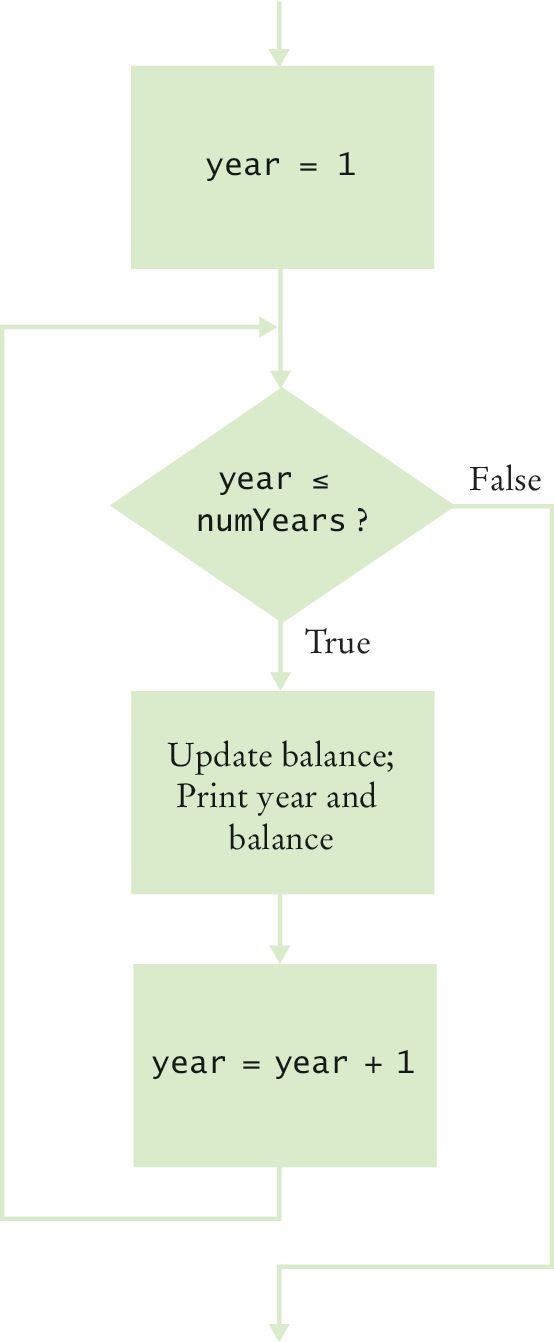 year = 1
year ≤
numYears ?
False
True
Update balance;
Print year and
balance
year = year + 1